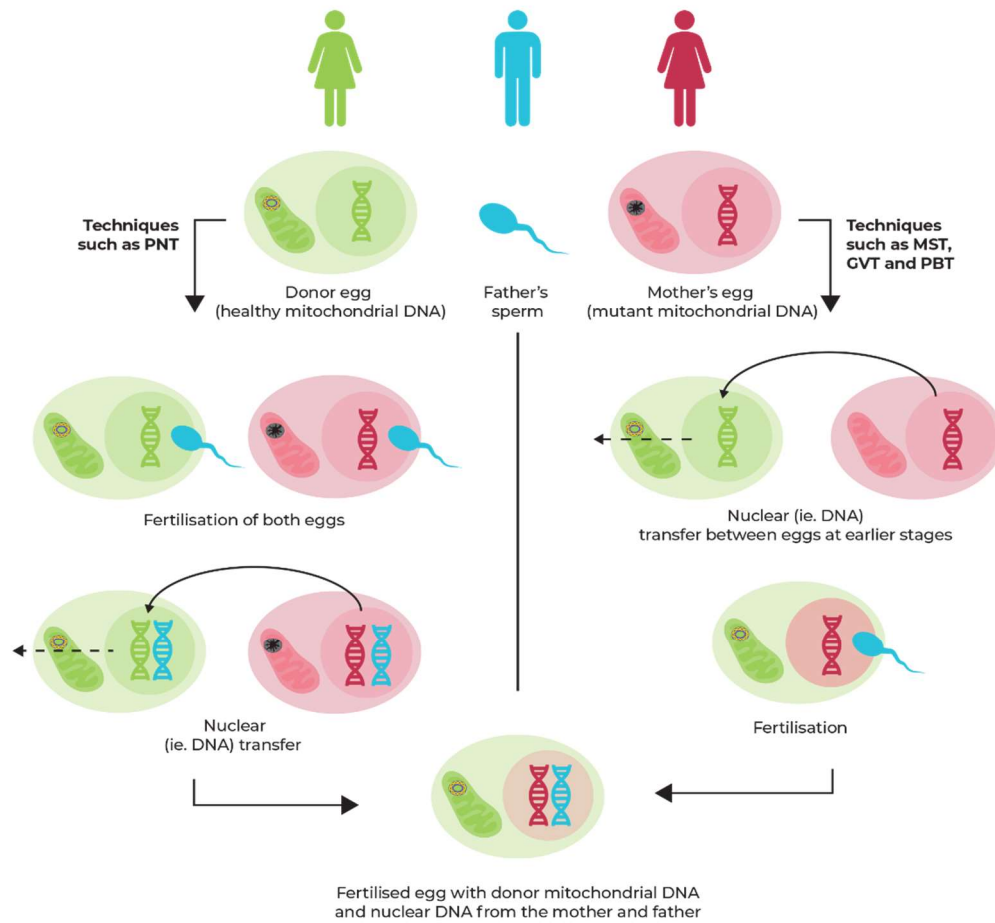 Techniques
such as PNT
Donor egg
(healthy mitochondrial DNA)
Father's
sperm
Mother's egg
(mutant mitochondrial DNA)
Techniques
such as MST,
GVT and PBT
Fertilisation of both eggs
Nuclear (ie. DNA)
transfer between eggs at earlier stages
Nuclear
(ie. DNA) transfer
Fertilisation
Fertilised egg with donor mitochondrial DNA
and nuclear DNA from the mother and father